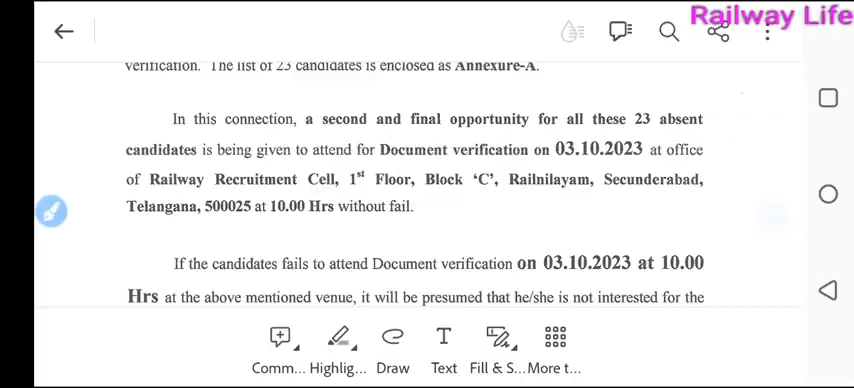 Railway Life
verification. The list of 23 candidates is enclosed as Annexure-A.
In this connection, a second and final opportunity for all these 23 absent
candidates is being given to attend for Document verification on 03.10.2023 at office
of Railway Recruitment Cell, 1st Floor, Block ‘C’, Railnilayam, Secunderabad,
Telangana, 500025 at 10.00 Hrs without fail.
If the candidates fails to attend Document verification on 03.10.2023 at 10.00
Hrs at the above mentioned venue, it will be presumed that he/she is not interested for the
Comm... Highlig... Draw Text Fill & S... More t...